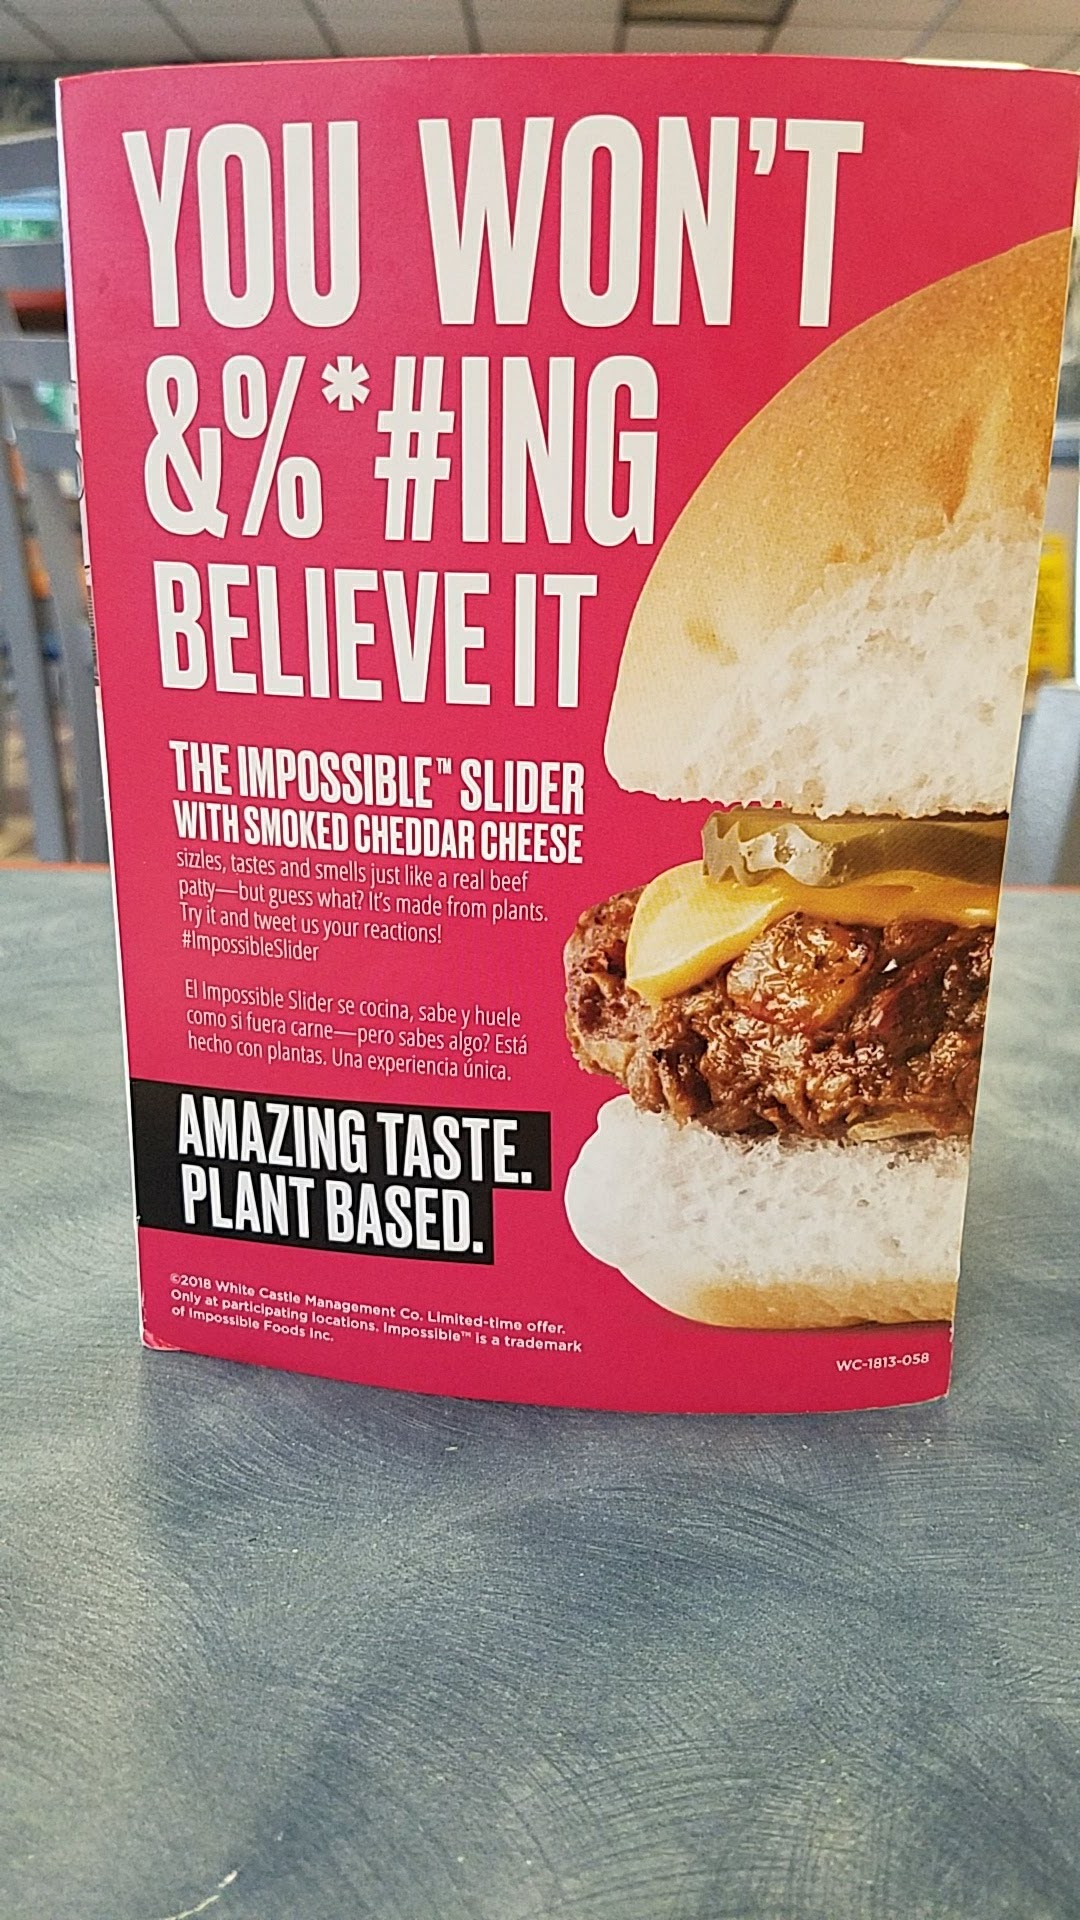 YOU WON'T
&%*#ING
BELIEVE IT
THE IMPOSSIBLE™ SLIDER
WITH SMOKED CHEDDAR CHEESE
sizzles, tastes and smells just like a real beef
patty—but guess what? It's made from plants.
Try it and tweet us your reactions!
#ImpossibleSlider
El Impossible Slider se cocina, sabe y huele
como si fuera carne—pero sabes algo? Está
hecho con plantas. Una experiencia única.
AMAZING TASTE.
PLANT BASED.
©2018 White Castle Management Co. Limited-time offer.
Only at participating locations. Impossible™ is a trademark
of Impossible Foods Inc.
WC-1813-058